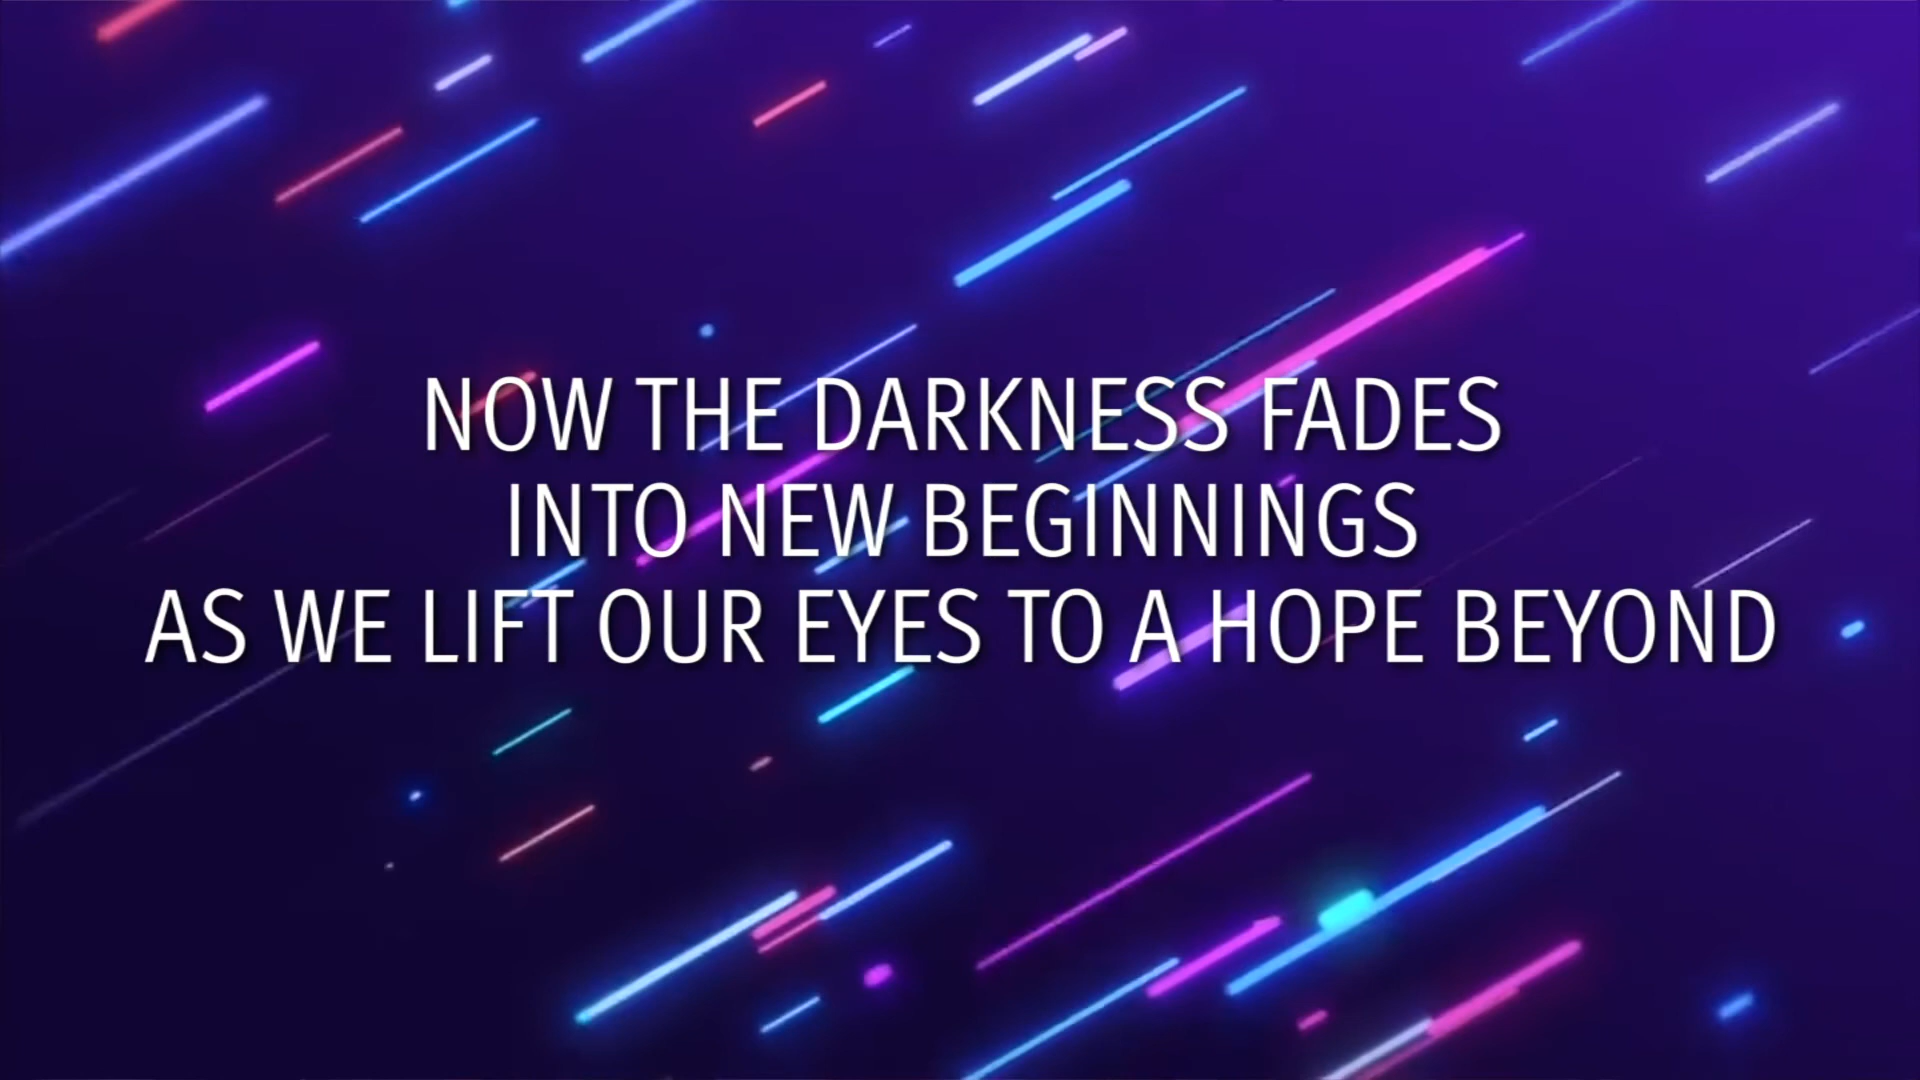 NOW THE DARKNESS FADES
INTO NEW BEGINNINGS
AS WE LIFT OUR EYES TO A HOPE BEYOND